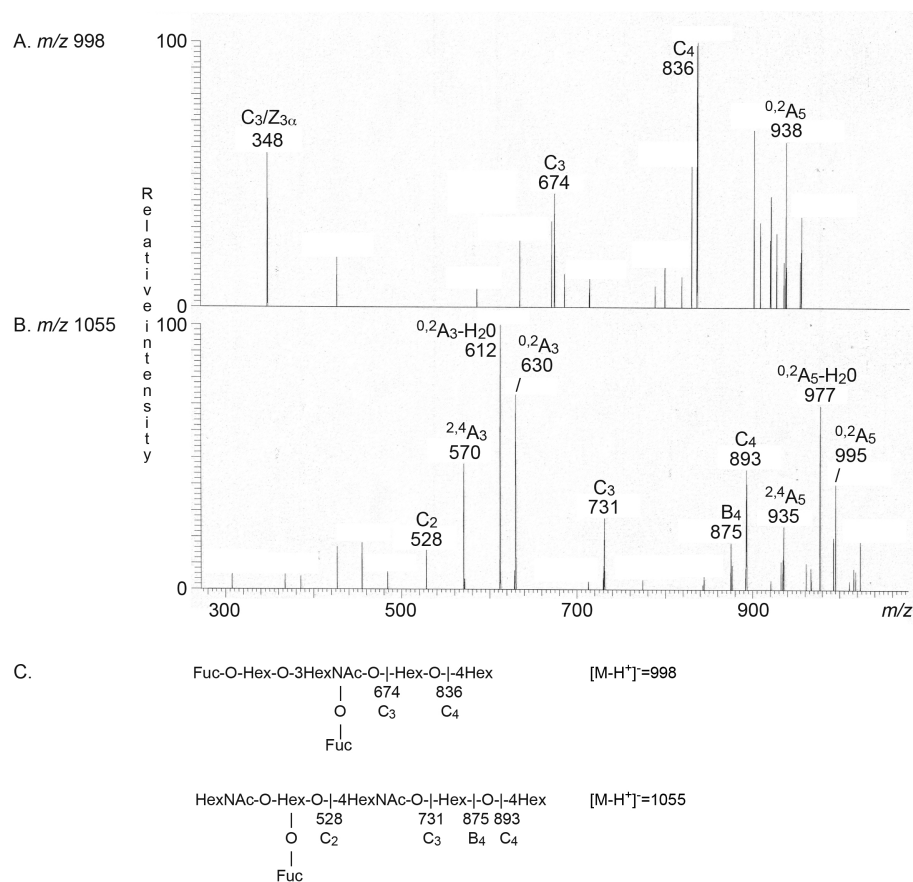 A. m/z 998
100
C4
836
0,2A5
938
C3/Z3α
348
C3
674
0
Relative intensity
B. m/z 1055
100
0,2A3-H20
612
0,2A3
630
0,2A5-H20
977
2,4A3
570
C4
893
0,2A5
995
C3
731
B4
875
2,4A5
935
C2
528
0
300 500 700 900 m/z
C.
Fuc-O-Hex-O-3HexNAc-O-|-Hex-O-|-4Hex [M-H+]-=998
| 674 836
O C3 C4
|
Fuc
HexNAc-O-Hex-O-|-4HexNAc-O-|-Hex-|-O-|-4Hex [M-H+]-=1055
| 528 731 875 893
O C2 C3 B4 C4
|
Fuc